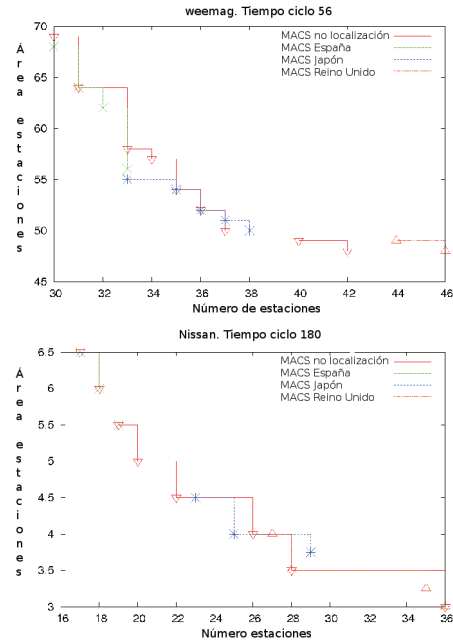 weemag. Tiempo ciclo 56
Área estaciones
70
65
60
55
50
45
MACS no localización
MACS España
MACS Japón
MACS Reino Unido
30 32 34 36 38 40 42 44 46
Número de estaciones
Nissan. Tiempo ciclo 180
Área estaciones
6.5
6
5.5
5
4.5
4
3.5
3
MACS no localización
MACS España
MACS Japón
MACS Reino Unido
16 18 20 22 24 26 28 30 32 34 36
Número estaciones